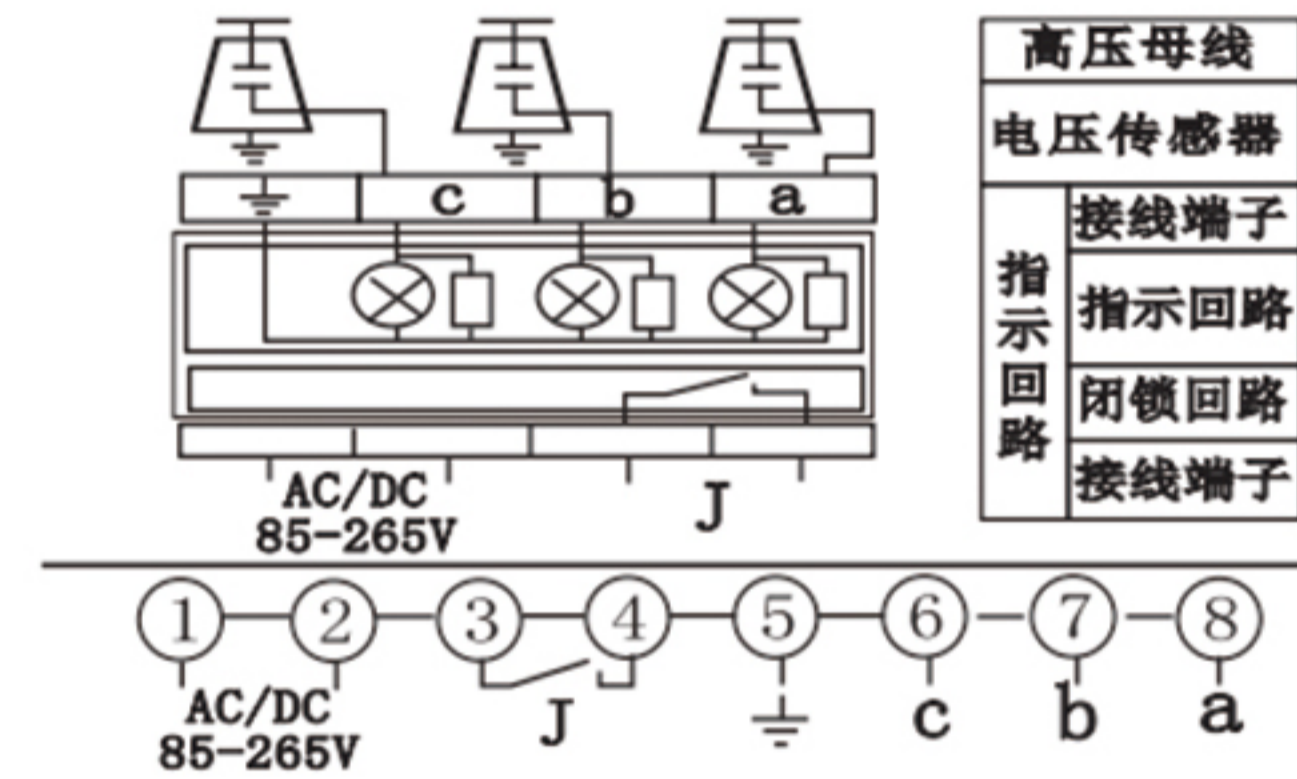 高压母线
电压传感器
指示回路
接线端子
指示回路
闭锁回路
接线端子
c b a
AC/DC
85-265V
J
1 2 3 4 5 6 7 8
AC/DC
85-265V
J
c b a